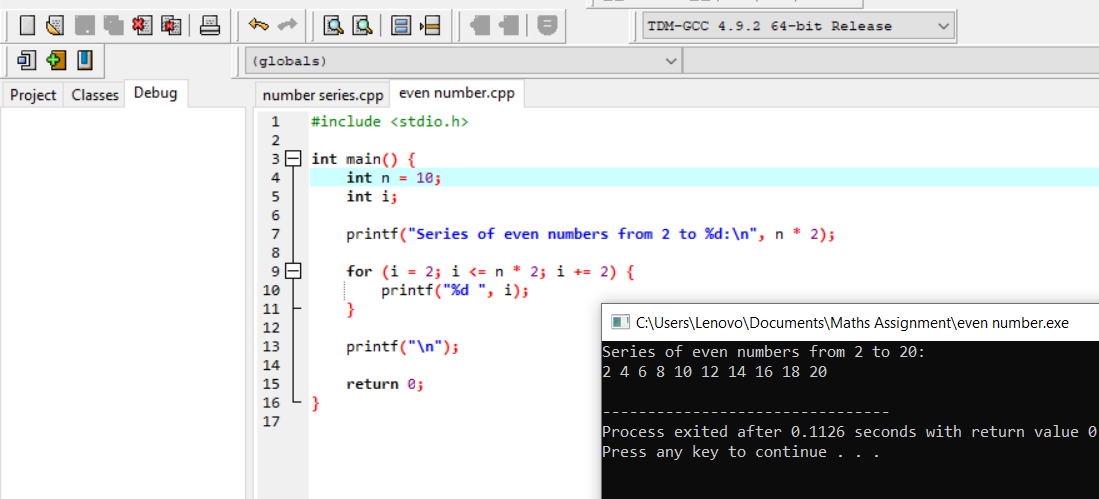 TDM-GCC 4.9.2 64-bit Release
(globals)
Project Classes Debug
number series.cpp even number.cpp
1 #include <stdio.h>
2
3 int main() {
4 int n = 10;
5 int i;
6
7 printf("Series of even numbers from 2 to %d:\n", n * 2);
8
9 for (i = 2; i <= n * 2; i += 2) {
10 printf("%d ", i);
11 }
12
13 printf("\n");
14
15 return 0;
16 }
17
C:\Users\Lenovo\Documents\Maths Assignment\even number.exe
Series of even numbers from 2 to 20:
2 4 6 8 10 12 14 16 18 20
--------------------------------
Process exited after 0.1126 seconds with return value 0
Press any key to continue . . .